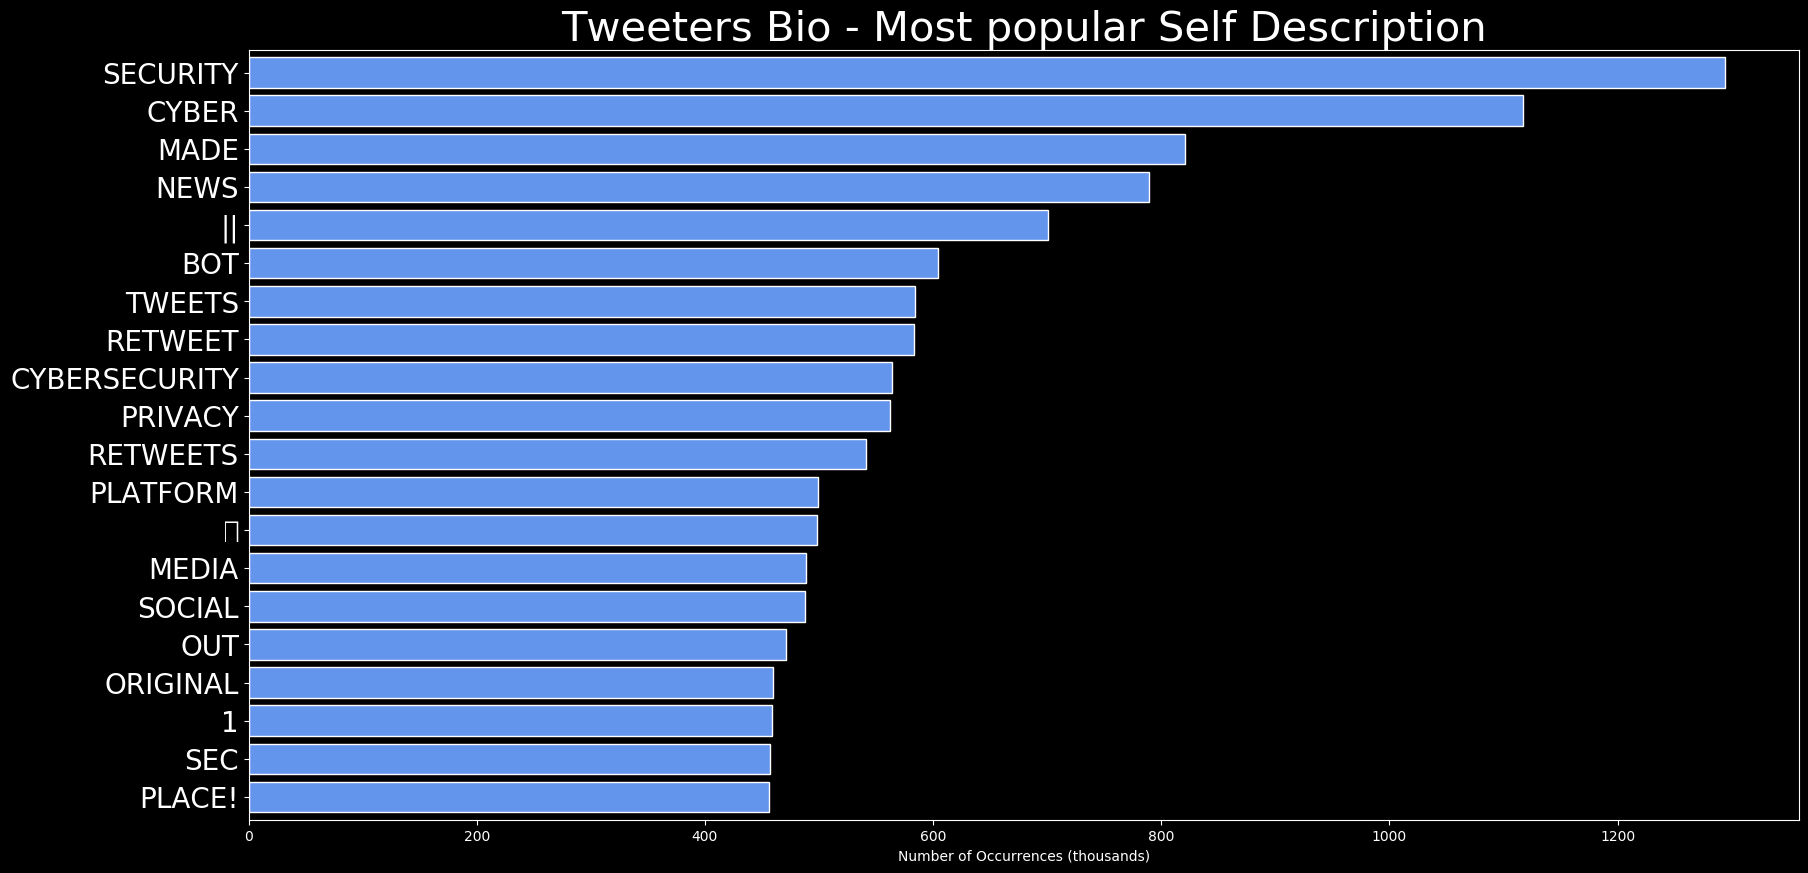 Tweeters Bio - Most popular Self Description
SECURITY
CYBER
MADE
NEWS
||
BOT
TWEETS
RETWEET
CYBERSECURITY
PRIVACY
RETWEETS
PLATFORM
MEDIA
SOCIAL
OUT
ORIGINAL
1
SEC
PLACE!
0 200 400 600 800 1000 1200
Number of Occurrences (thousands)